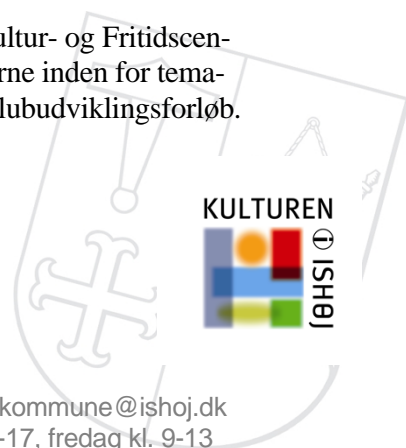 ultur- og Fritidscen-
rne inden for tema-
lubudviklingsforløb.
KULTUREN
i ISHØJ
kommune@ishoj.dk
-17, fredag kl. 9-13